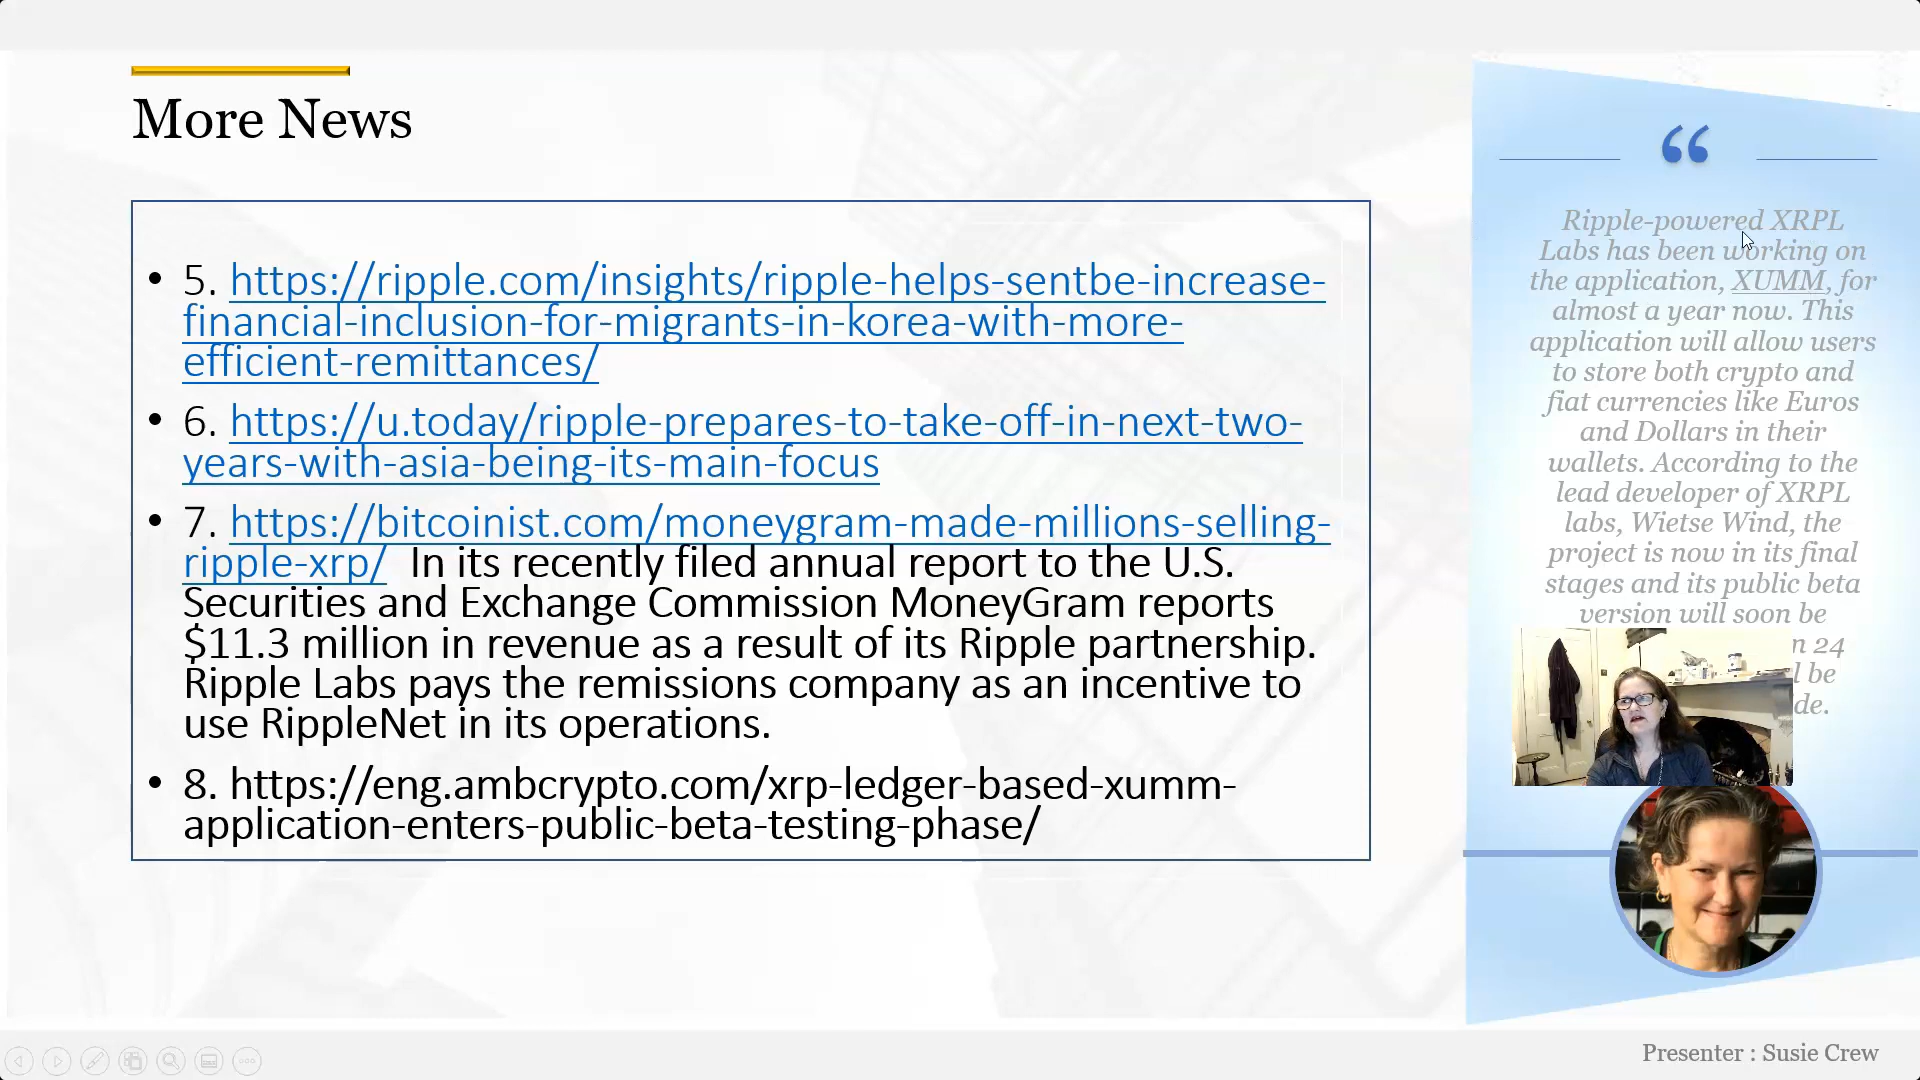 More News
• 5. https://ripple.com/insights/ripple-helps-sentbe-increase-
financial-inclusion-for-migrants-in-korea-with-more-
efficient-remittances/
• 6. https://u.today/ripple-prepares-to-take-off-in-next-two-
years-with-asia-being-its-main-focus
• 7. https://bitcoinist.com/moneygram-made-millions-selling-
ripple-xrp/ In its recently filed annual report to the U.S.
Securities and Exchange Commission MoneyGram reports
$11.3 million in revenue as a result of its Ripple partnership.
Ripple Labs pays the remissions company as an incentive to
use RippleNet in its operations.
• 8. https://eng.ambcrypto.com/xrp-ledger-based-xumm-
application-enters-public-beta-testing-phase/
“
Ripple-powered XRPL
Labs has been working on
the application, XUMM, for
almost a year now. This
application will allow users
to store both crypto and
fiat currencies like Euros
and Dollars in their
wallets. According to the
lead developer of XRPL
labs, Wietse Wind, the
project is now in its final
stages and its public beta
version will soon be
24
be
Presenter : Susie Crew